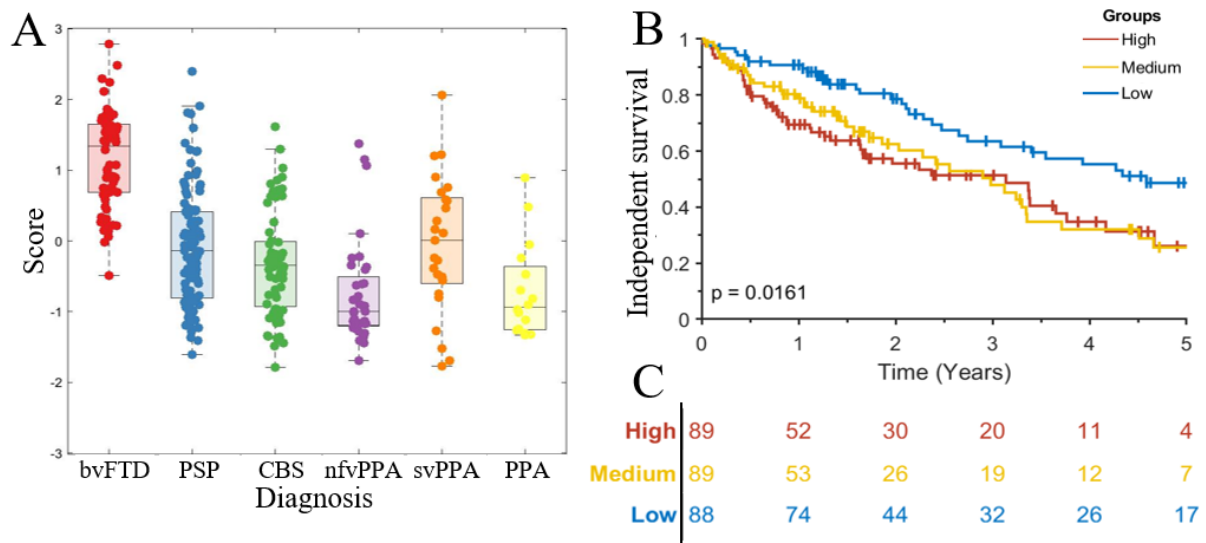 A
Score
3
2
1
0
-1
-2
-3
bvFTD PSP CBS nfvPPA svPPA PPA
Diagnosis
B
Groups
High
Medium
Low
Independent survival
1
0.8
0.6
0.4
0.2
0
p = 0.0161
0 1 2 3 4 5
Time (Years)
C
High 89 52 30 20 11 4
Medium 89 53 26 19 12 7
Low 88 74 44 32 26 17